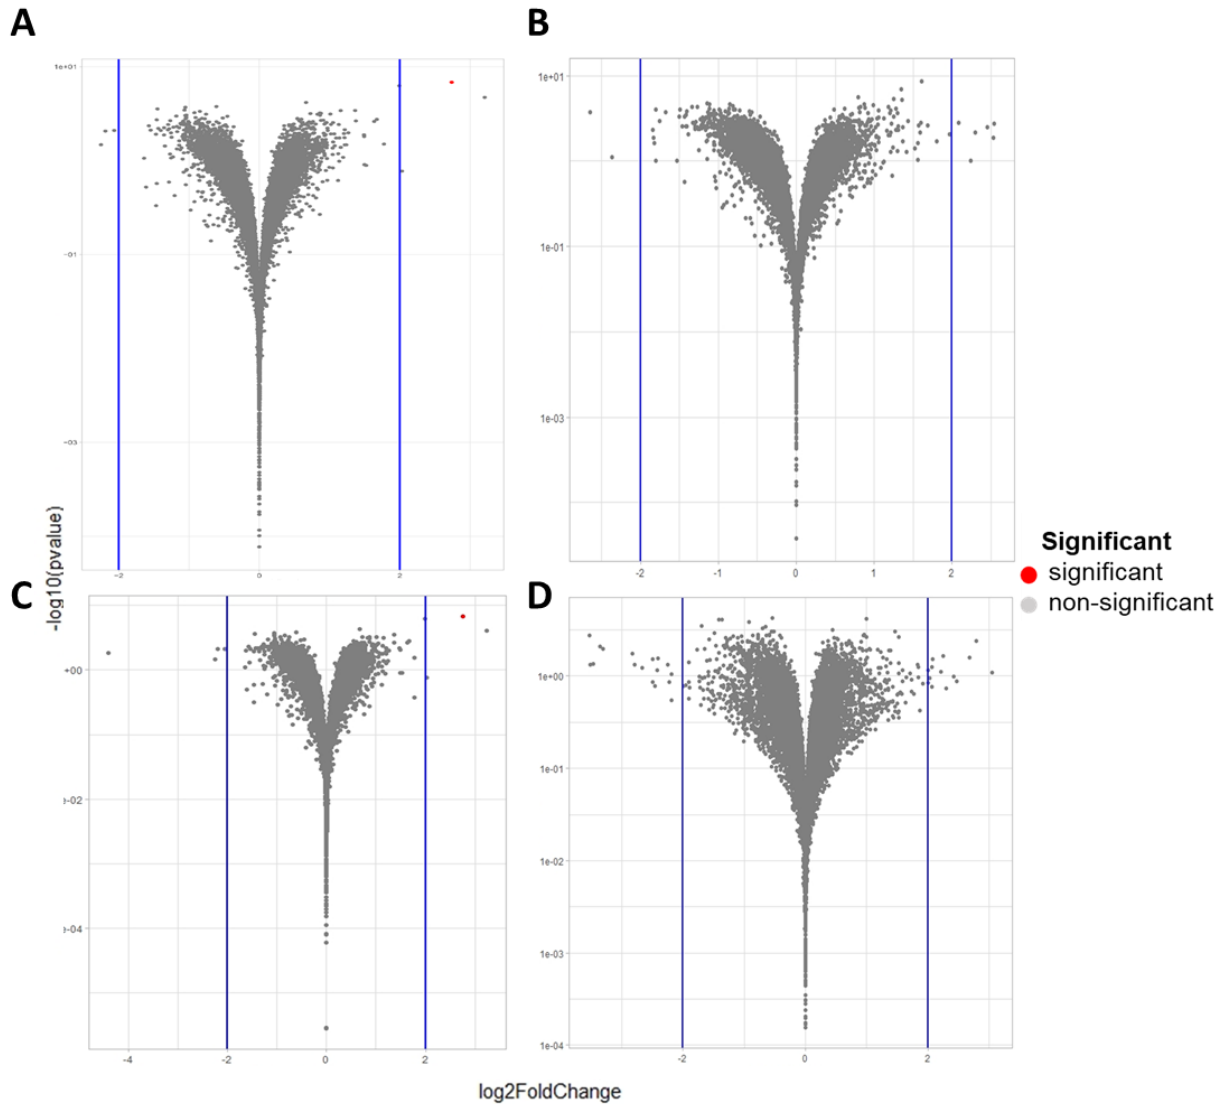 A
B
1e+01
-01
-03
-2 0 2
1e+01
1e-01
1e-03
-2 -1 0 1 2
-log10(pvalue)
Significant
significant
non-significant
C
D
+00
-02
-04
-4 -2 0 2
1e+00
1e-01
1e-02
1e-03
1e-04
-2 0 2
log2FoldChange